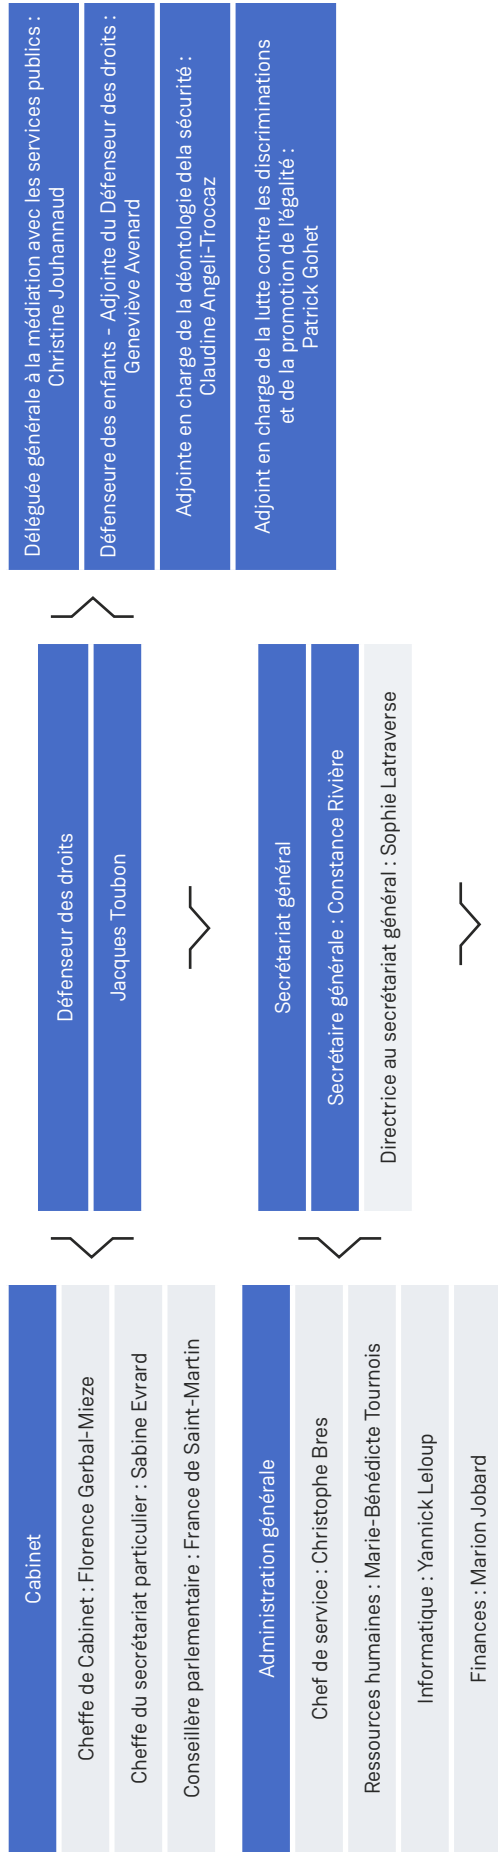 Cabinet
Cheffe de Cabinet : Florence Gerbal-Mieze
Cheffe du secrétariat particulier : Sabine Evrard
Conseillère parlementaire : France de Saint-Martin
Défenseur des droits
Jacques Toubon
Déléguée générale à la médiation avec les services publics :
Christine Jouhannaud
Défenseure des enfants - Adjointe du Défenseur des droits :
Geneviève Avenard
Adjointe en charge de la déontologie dela sécurité :
Claudine Angeli-Troccaz
Adjoint en charge de la lutte contre les discriminations
et de la promotion de l'égalité :
Patrick Gohet
Administration générale
Chef de service : Christophe Bres
Ressources humaines : Marie-Bénédicte Tournois
Informatique : Yannick Leloup
Finances : Marion Jobard
Secrétariat général
Secrétaire générale : Constance Rivière
Directrice au secrétariat général : Sophie Latraverse